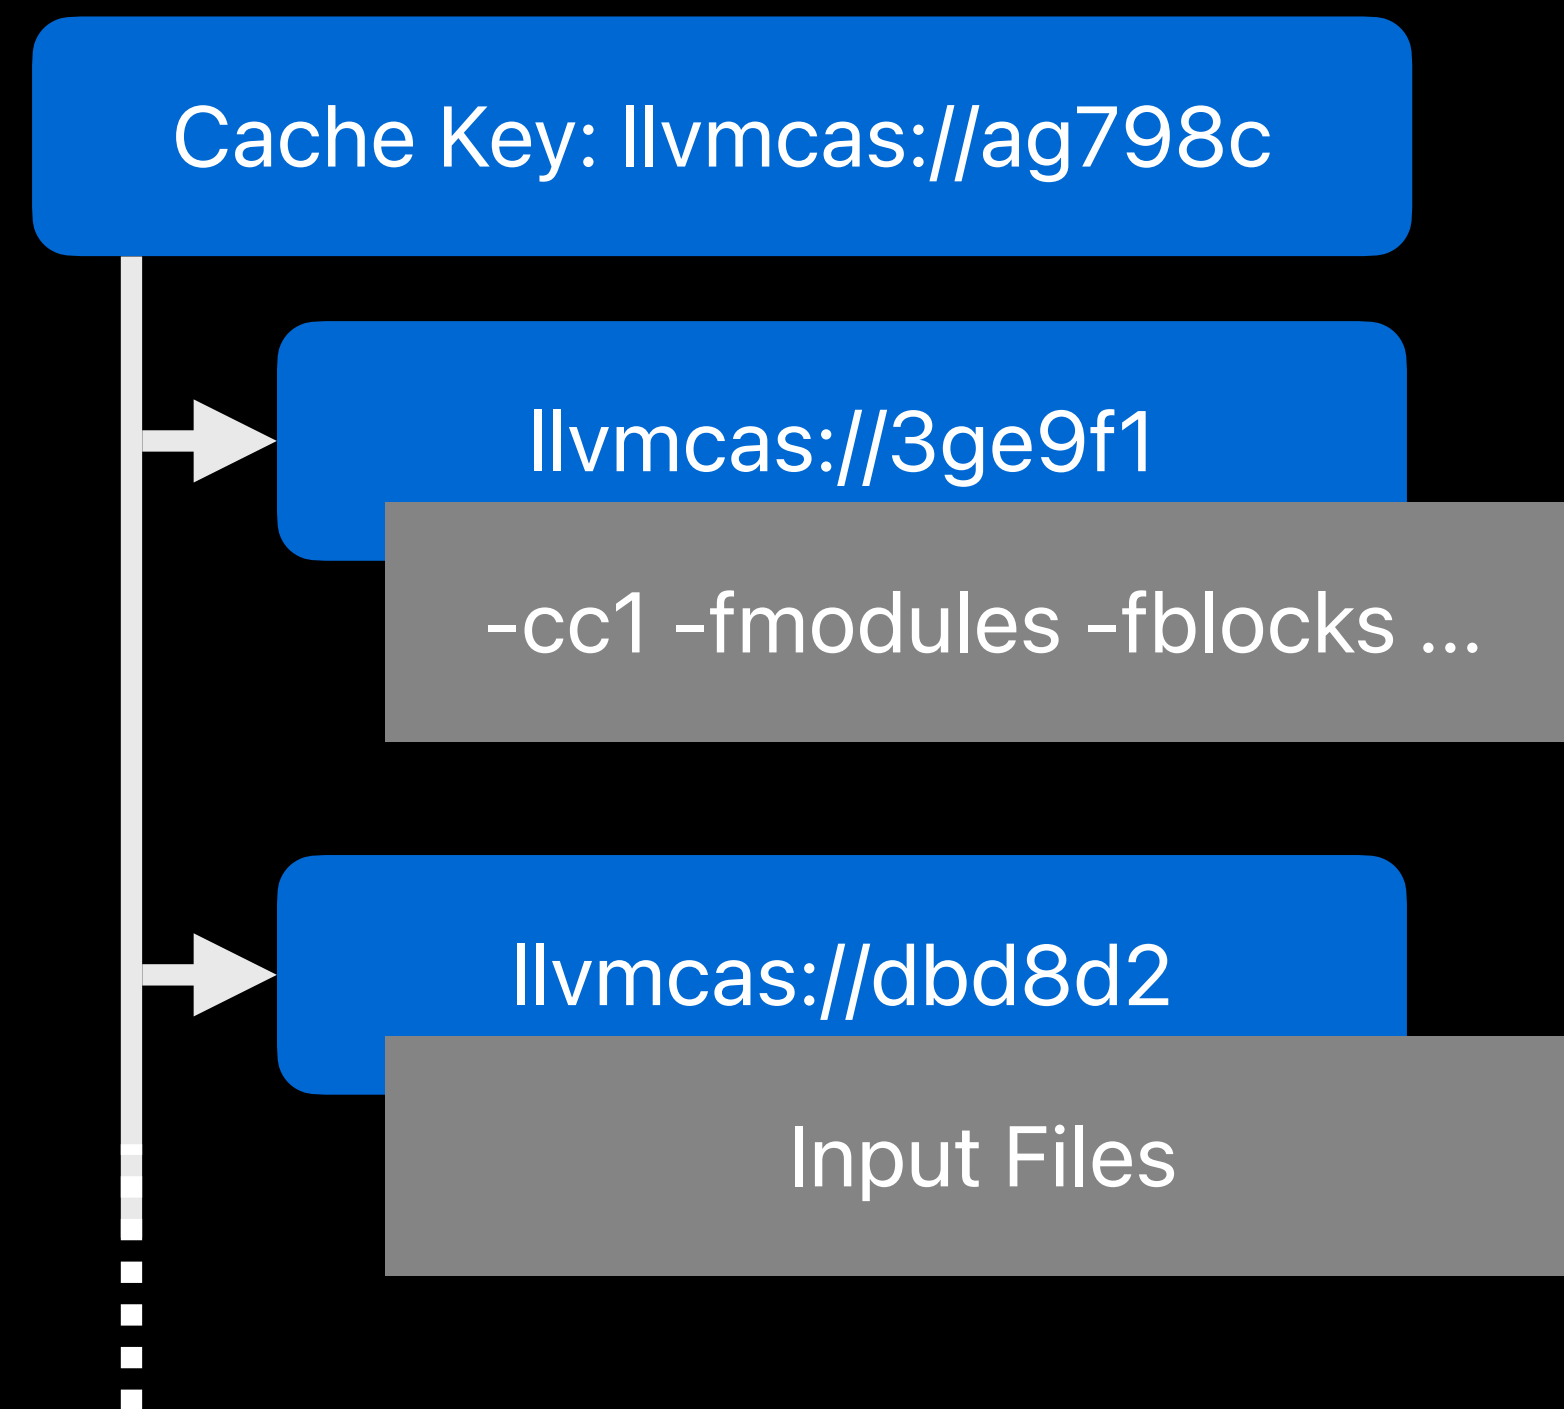 Cache Key: llvmcas://ag798c
llvmcas://3ge9f1
-cc1 -fmodules -fblocks ...
llvmcas://dbd8d2
Input Files